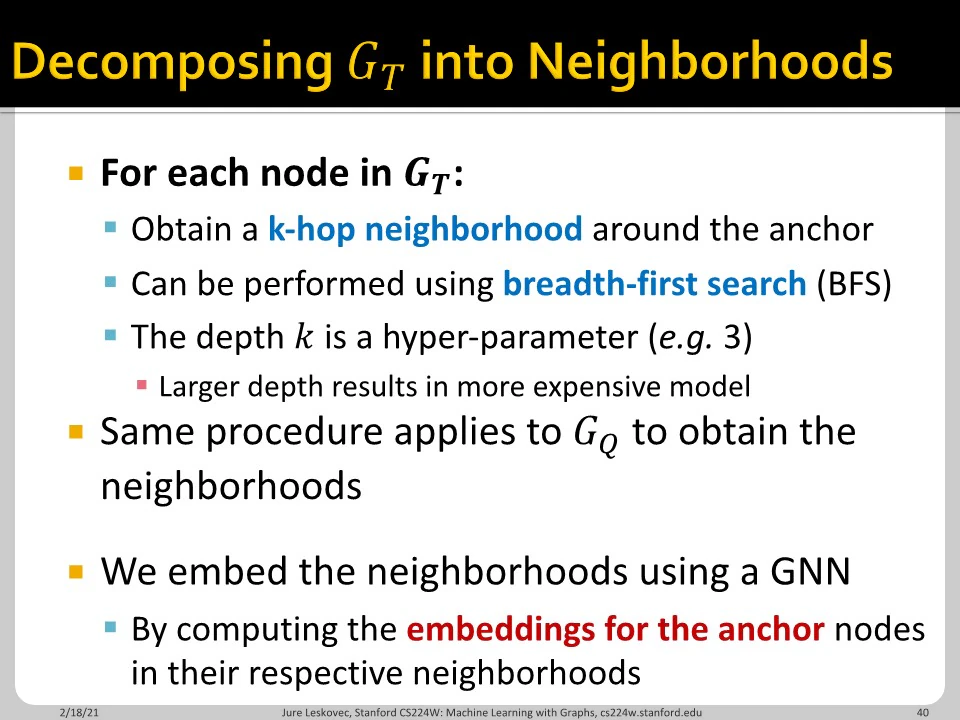 Decomposing 𝐺𝑇 into Neighborhoods
▪ For each node in 𝑮𝑻:
▪ Obtain a k-hop neighborhood around the anchor
▪ Can be performed using breadth-first search (BFS)
▪ The depth 𝑘 is a hyper-parameter (e.g. 3)
▪ Larger depth results in more expensive model
▪ Same procedure applies to 𝐺𝑄 to obtain the
neighborhoods
▪ We embed the neighborhoods using a GNN
▪ By computing the embeddings for the anchor nodes
in their respective neighborhoods
2/18/21 Jure Leskovec, Stanford CS224W: Machine Learning with Graphs, cs224w.stanford.edu 40